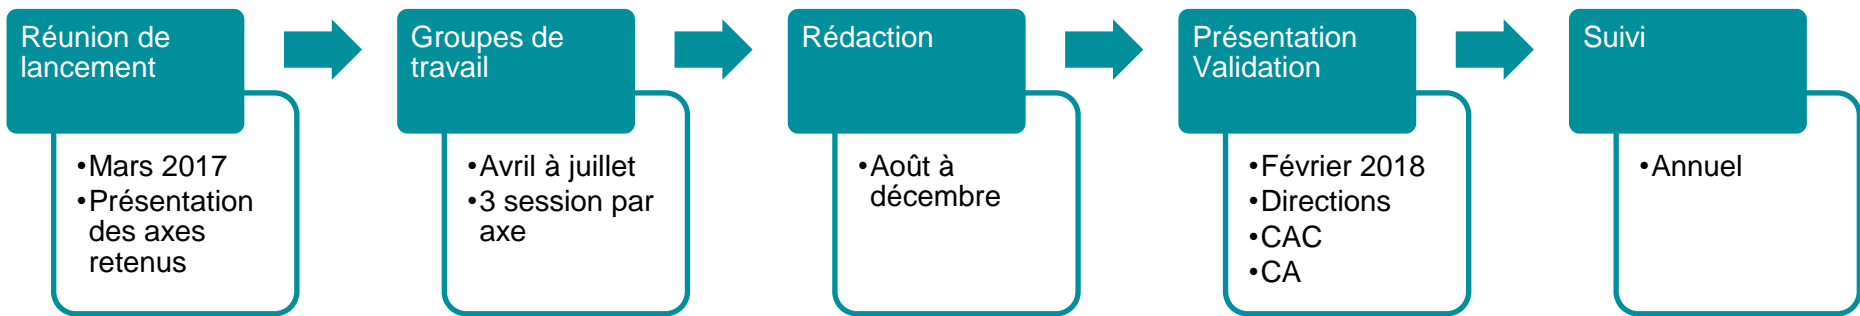 Réunion de
lancement
•Mars 2017
•Présentation
des axes
retenus
Groupes de
travail
•Avril à juillet
•3 session par
axe
Rédaction
•Août à
décembre
Présentation
Validation
•Février 2018
•Directions
•CAC
•CA
Suivi
•Annuel